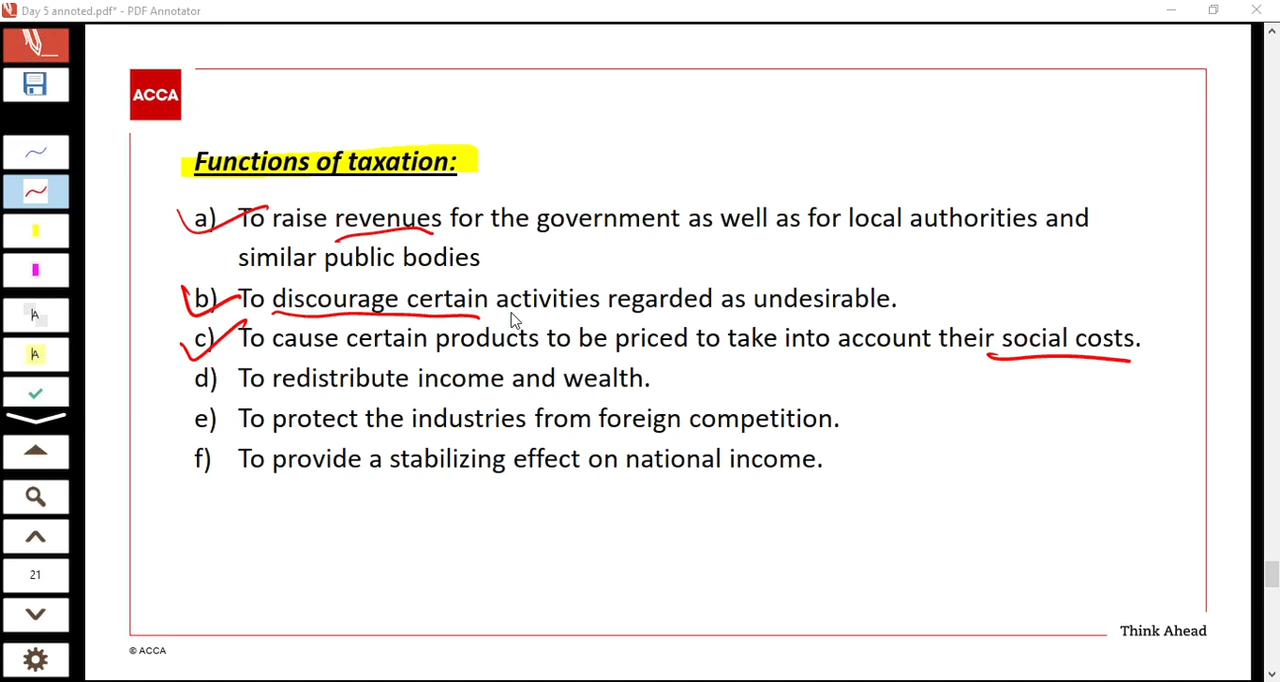 Day 5 annoted.pdf* - PDF Annotator
ACCA
Functions of taxation:
a) To raise revenues for the government as well as for local authorities and
similar public bodies
b) To discourage certain activities regarded as undesirable.
c) To cause certain products to be priced to take into account their social costs.
d) To redistribute income and wealth.
e) To protect the industries from foreign competition.
f) To provide a stabilizing effect on national income.
21
Think Ahead
© ACCA